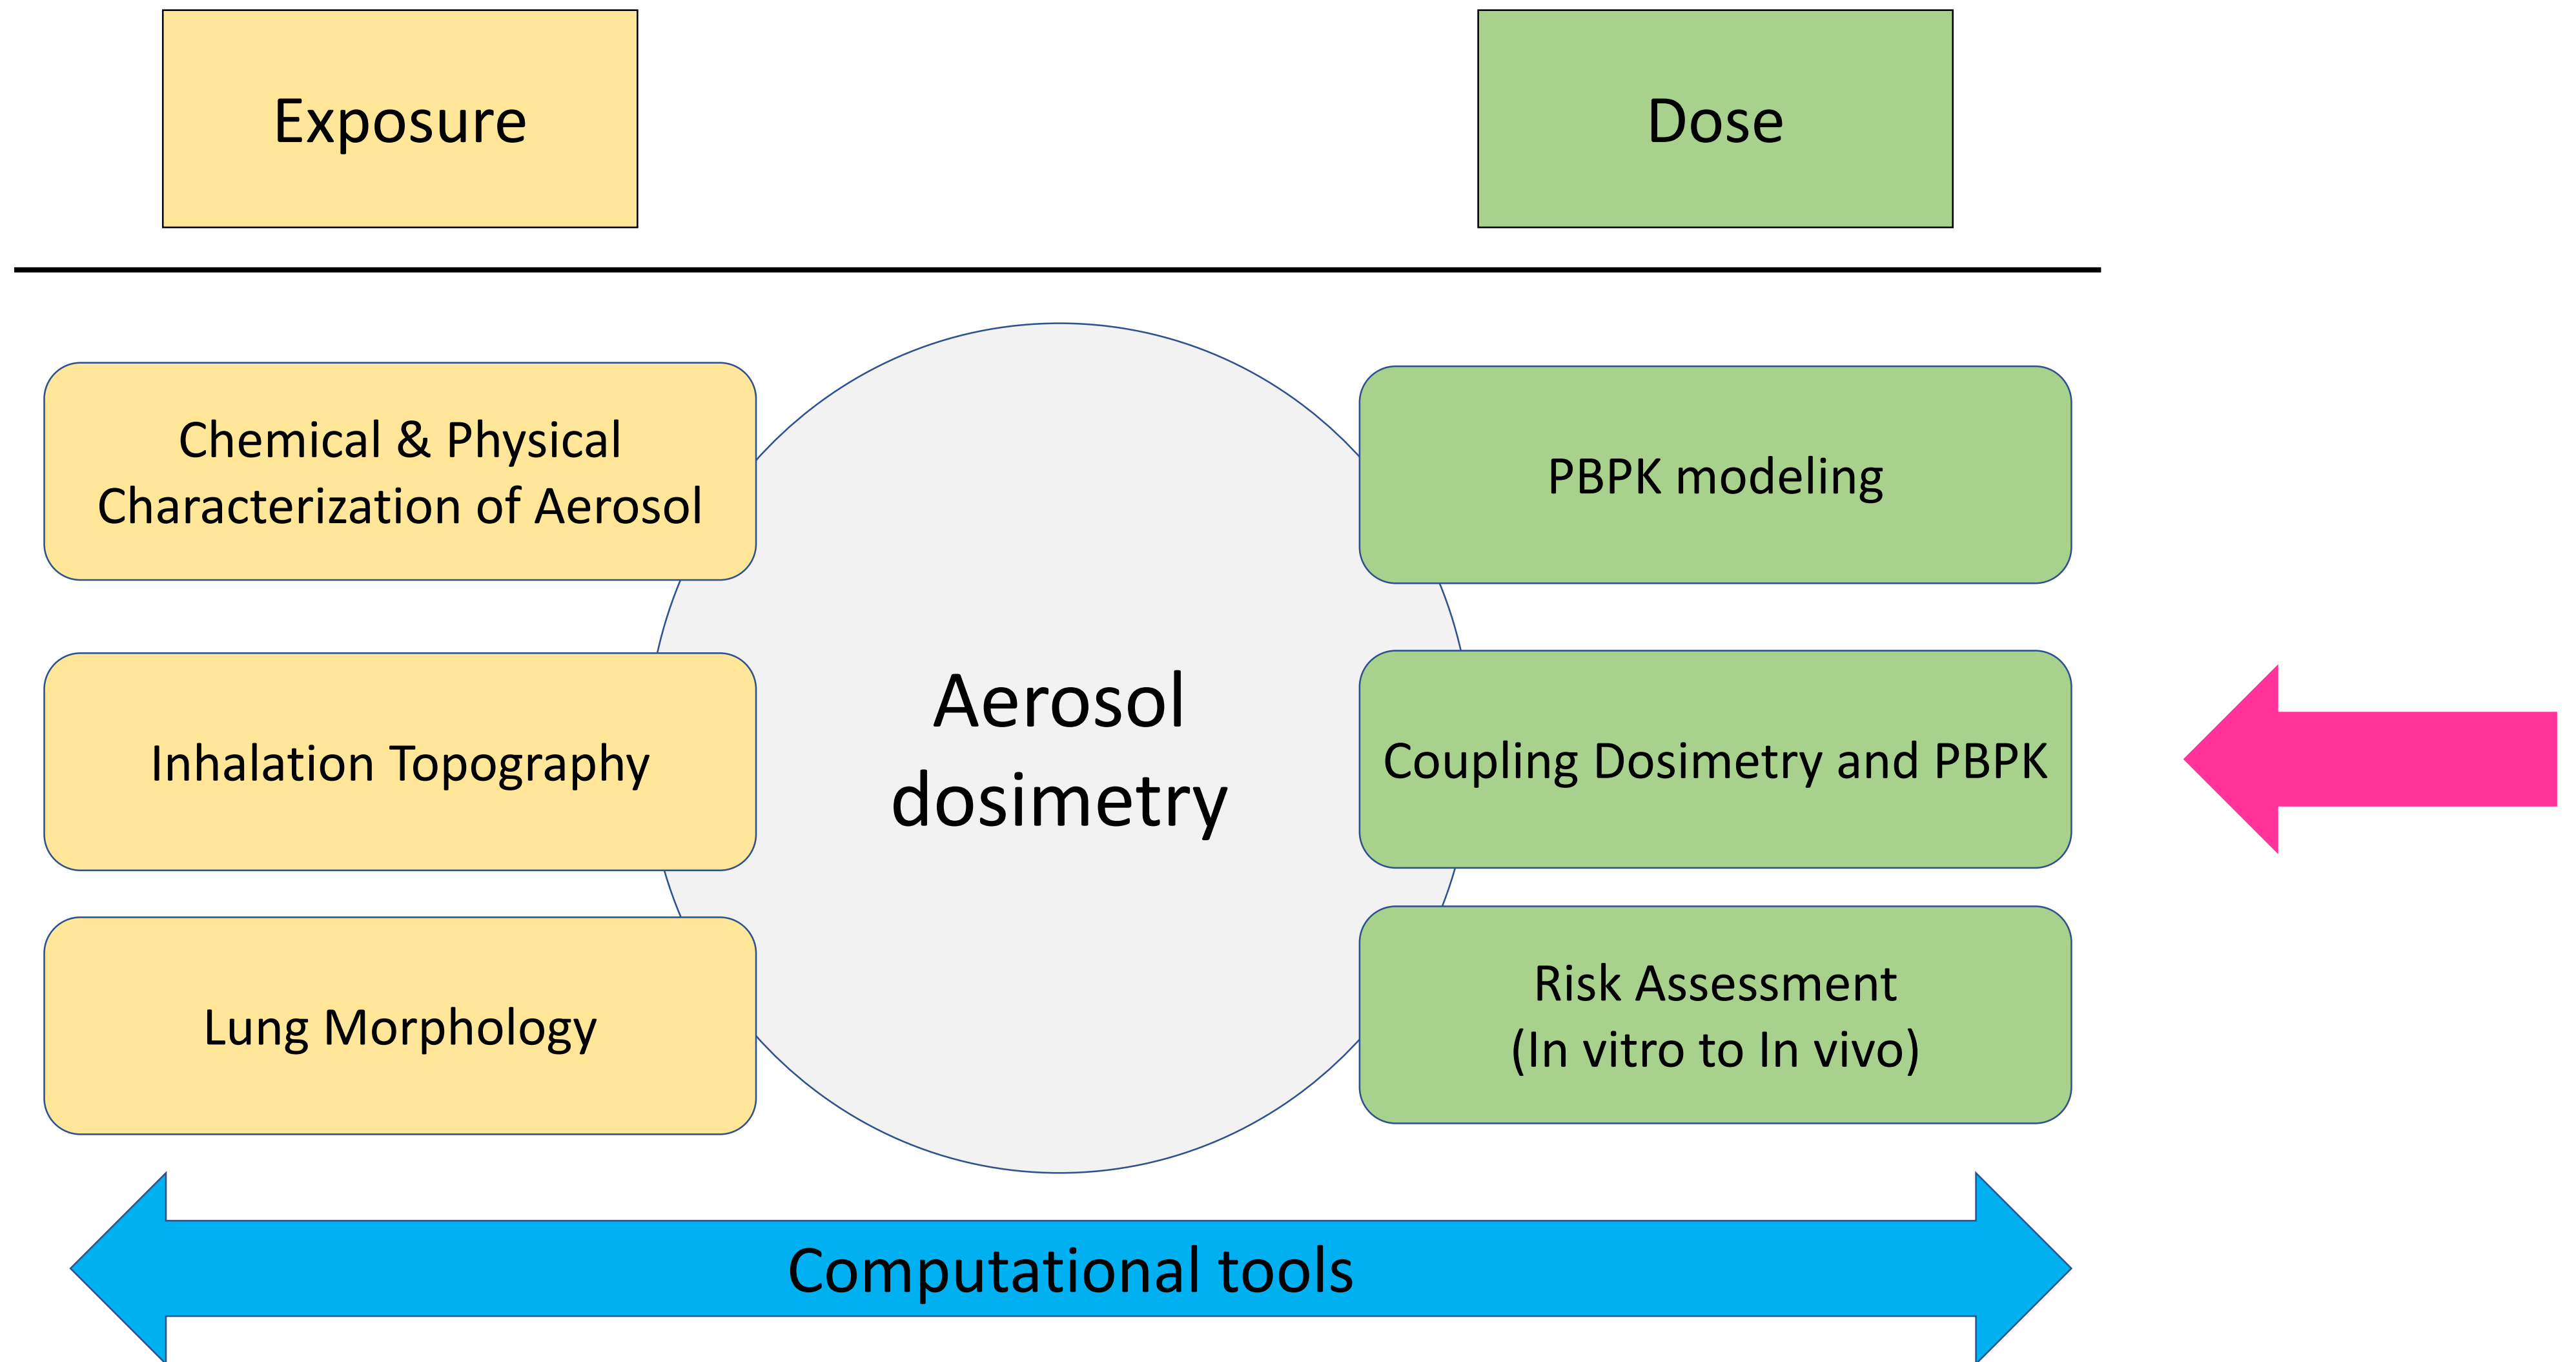 Exposure
Dose
Chemical & Physical
Characterization of Aerosol
Inhalation Topography
Lung Morphology
Aerosol
dosimetry
PBPK modeling
Coupling Dosimetry and PBPK
Risk Assessment
(In vitro to In vivo)
Computational tools